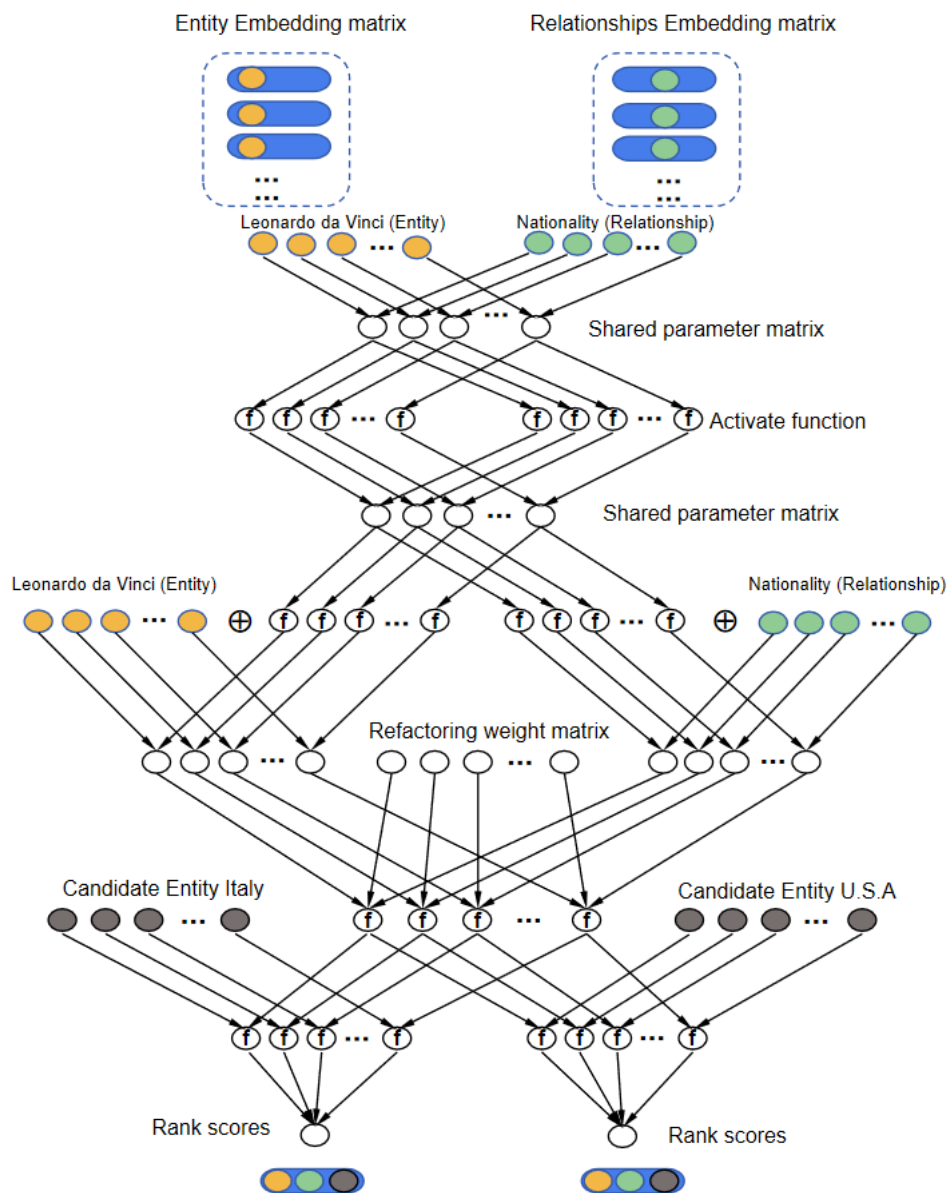 Entity Embedding matrix
Relationships Embedding matrix
...
...
...
...
Leonardo da Vinci (Entity)
Nationality (Relationship)
...
...
...
Shared parameter matrix
f f f ... f
f f f ... f
Activate function
...
Shared parameter matrix
Leonardo da Vinci (Entity)
Nationality (Relationship)
... ⊕ f f f ... f
f f f ... f ⊕ ...
Refactoring weight matrix
... ... ...
Candidate Entity Italy
Candidate Entity U.S.A
... f f f ... f ...
f f f ... f
f f f ... f
Rank scores
Rank scores